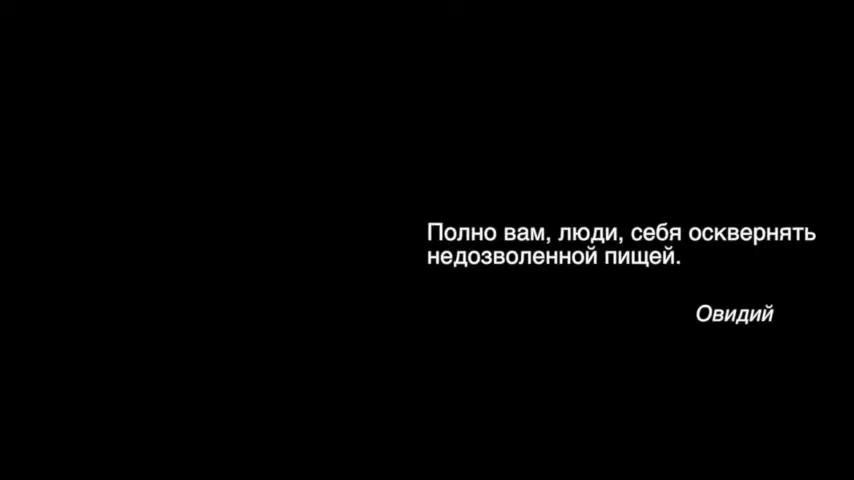 Полно вам, люди, себя осквернять
недозволенной пищей.
Овидий